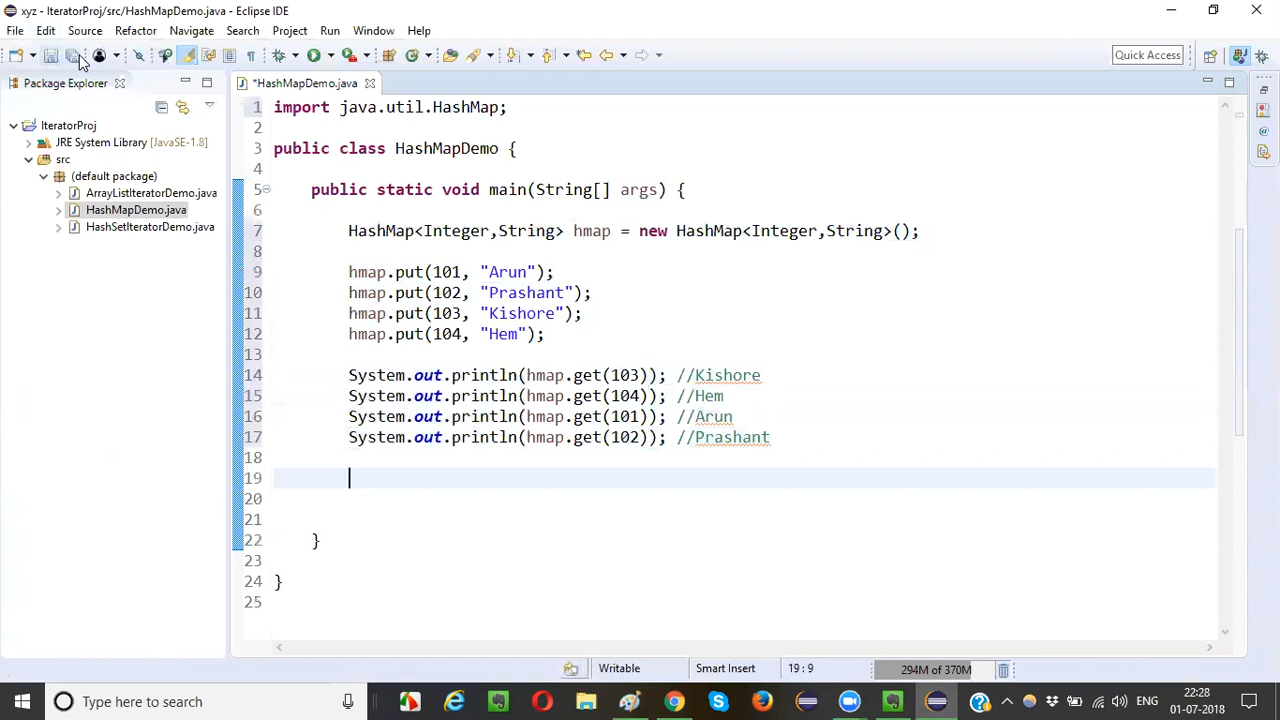 xyz - IteratorProj/src/HashMapDemo.java - Eclipse IDE
File Edit Source Refactor Navigate Search Project Run Window Help
Quick Access
Package Explorer
*HashMapDemo.java
IteratorProj
JRE System Library [JavaSE-1.8]
src
(default package)
ArrayListIteratorDemo.java
HashMapDemo.java
HashSetIteratorDemo.java
1 import java.util.HashMap;
2
3 public class HashMapDemo {
4
5 public static void main(String[] args) {
6
7 HashMap<Integer,String> hmap = new HashMap<Integer,String>();
8
9 hmap.put(101, "Arun");
10 hmap.put(102, "Prashant");
11 hmap.put(103, "Kishore");
12 hmap.put(104, "Hem");
13
14 System.out.println(hmap.get(103)); //Kishore
15 System.out.println(hmap.get(104)); //Hem
16 System.out.println(hmap.get(101)); //Arun
17 System.out.println(hmap.get(102)); //Prashant
18
19
20
21
22 }
23
24 }
25
Writable Smart Insert 19 : 9 294M of 370M
Type here to search
ENG
22:28
01-07-2018